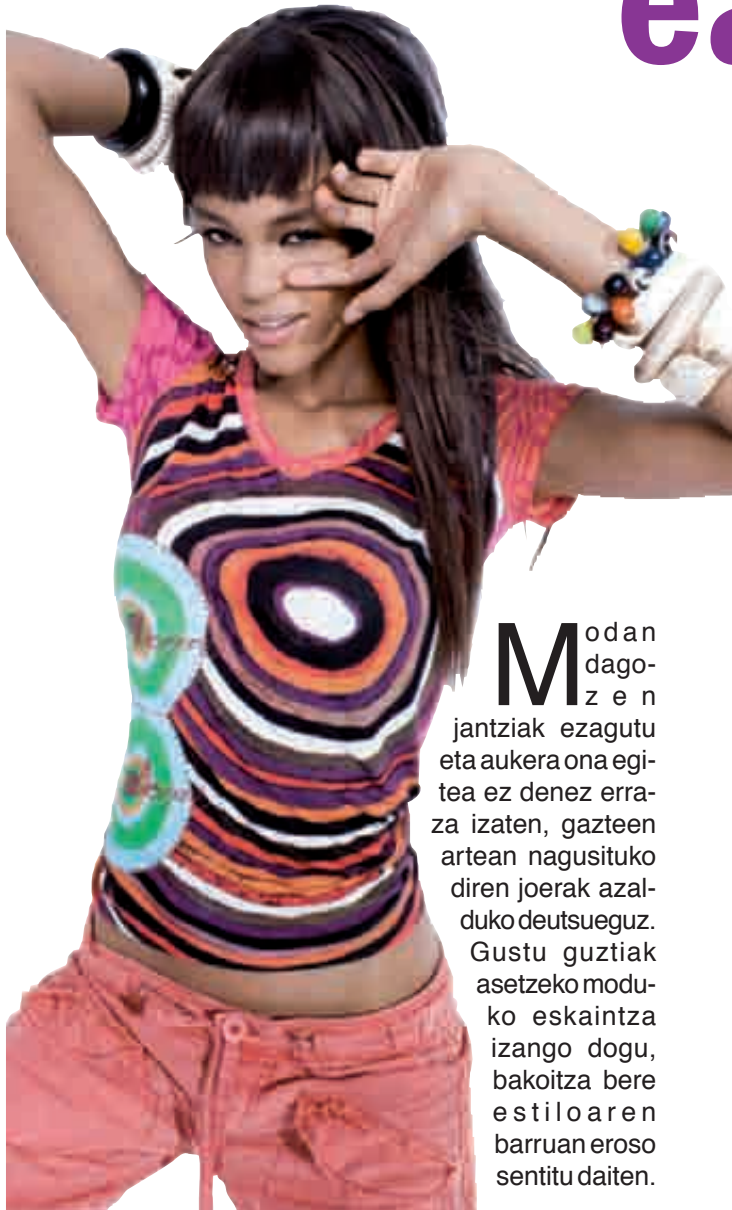 Modan
dago-
zen
jantziak ezagutu
eta aukera ona egi-
tea ez denez erra-
za izaten, gazteen
artean nagusituko
diren joerak azal-
duko deutsueguz.
Gustu guztiak
asetzeko modu-
ko eskaintza
izango dogu,
bakoitza bere
estiloaren
barruan eroso
sentitu daiten.